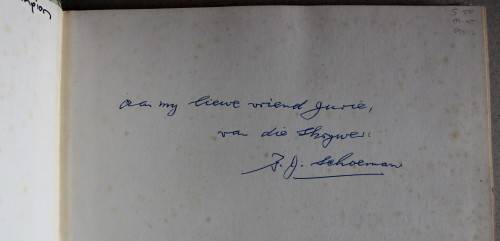 Aan my liewe vriend Jurie,
van die Skrywer:
J. J. Schoeman